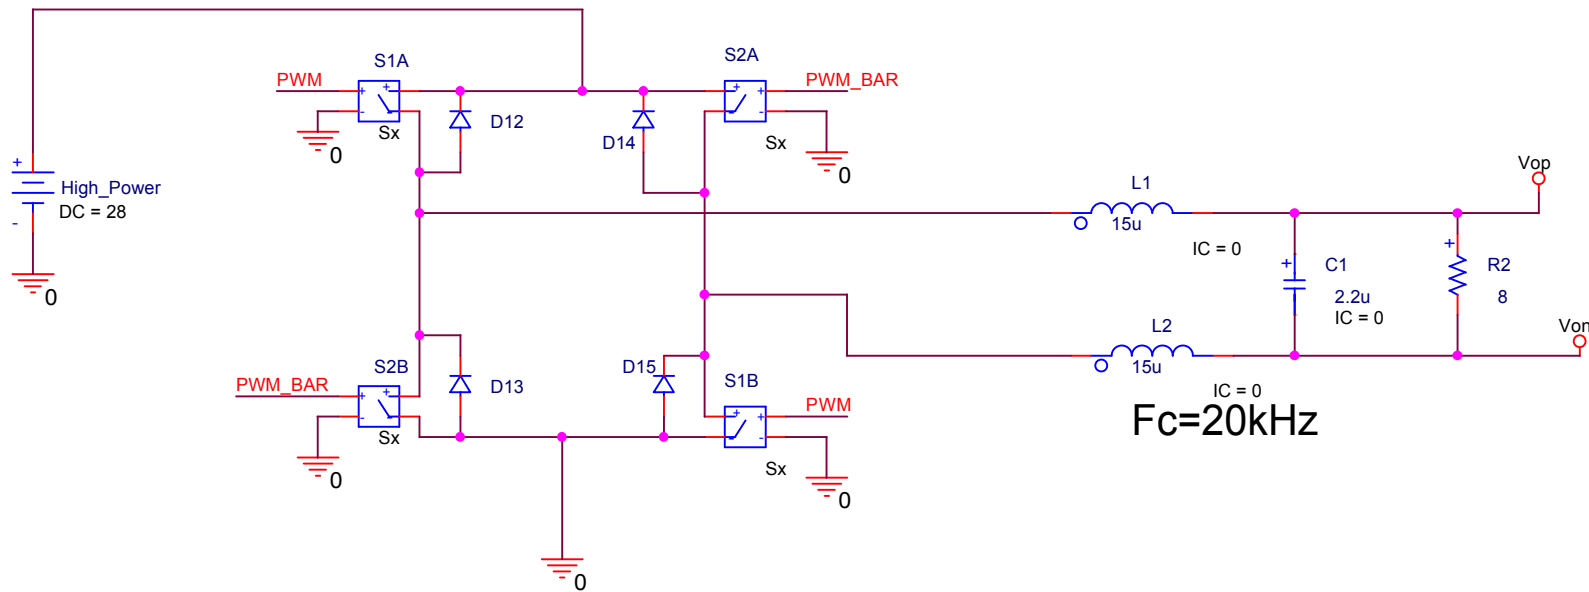 S1A
S2A
PWM
PWM_BAR
+
+
+
+
-
-
D12
D14
Sx
Sx
0
0
+
High_Power
DC = 28
-
0
Vop
L1
15u
IC = 0
+
C1
2.2u
IC = 0
+
R2
8
L2
15u
IC = 0
Von
Fc=20kHz
S2B
D13
D15
S1B
PWM_BAR
PWM
+
+
+
+
-
-
Sx
Sx
0
0
0